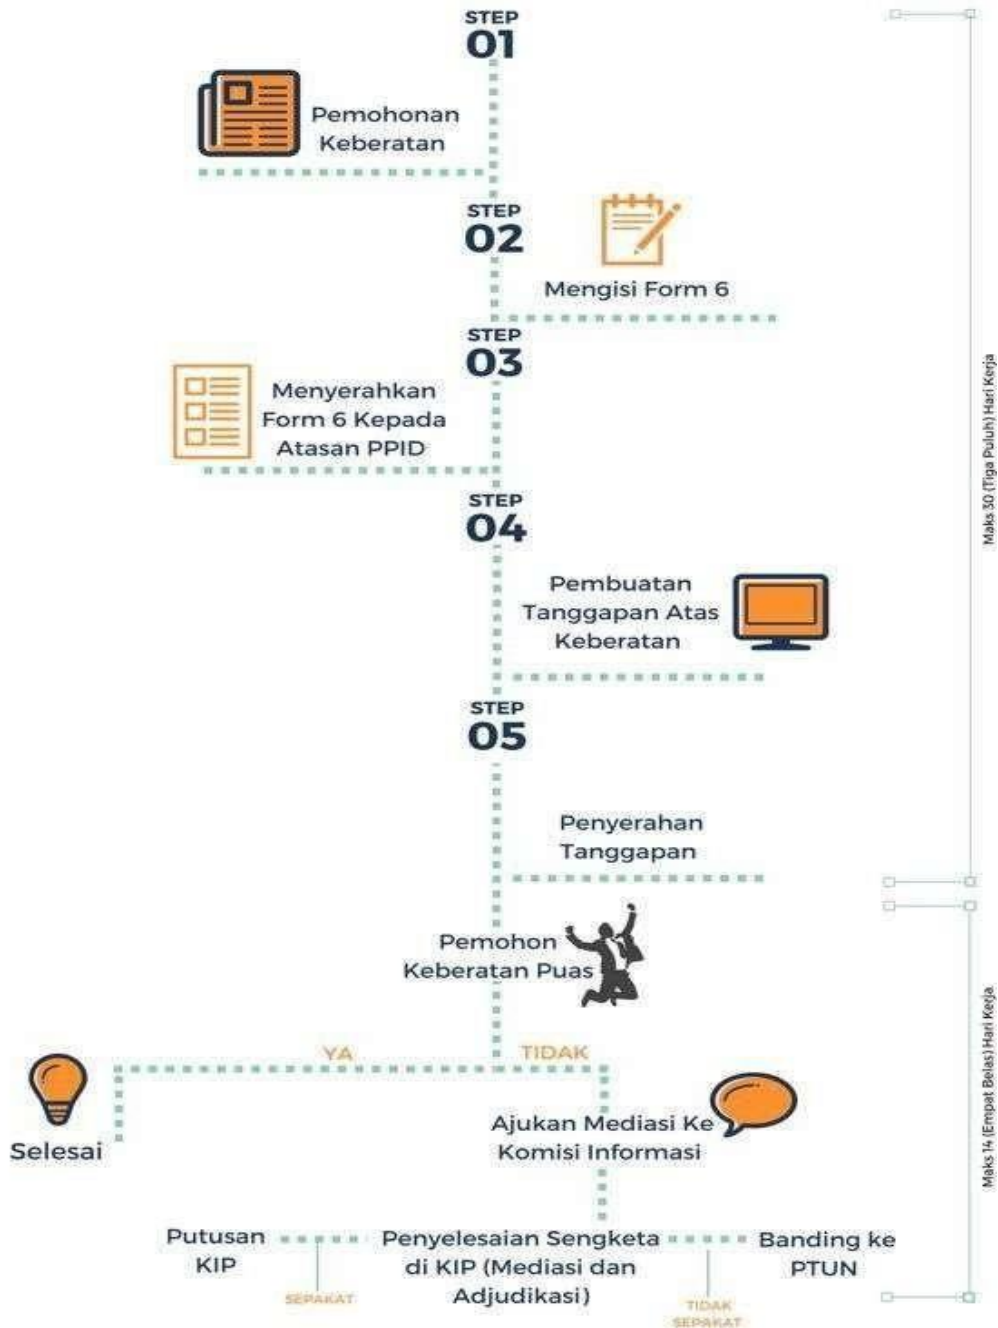 STEP
01
Pemohonan
Keberatan
STEP
02
Mengisi Form 6
STEP
03
Menyerahkan
Form 6 Kepada
Atasan PPID
STEP
04
Pembuatan
Tanggapan Atas
Keberatan
STEP
05
Penyerahan
Tanggapan
Maks 30 (Tiga Puluh) Hari Kerja
Pemohon
Keberatan Puas
YA
TIDAK
Selesai
Ajukan Mediasi Ke
Komisi Informasi
Putusan
KIP
SEPAKAT
Penyelesaian Sengketa
di KIP (Mediasi dan
Adjudikasi)
TIDAK
SEPAKAT
Banding ke
PTUN
Maks 14 (Empat Belas) Hari Kerja